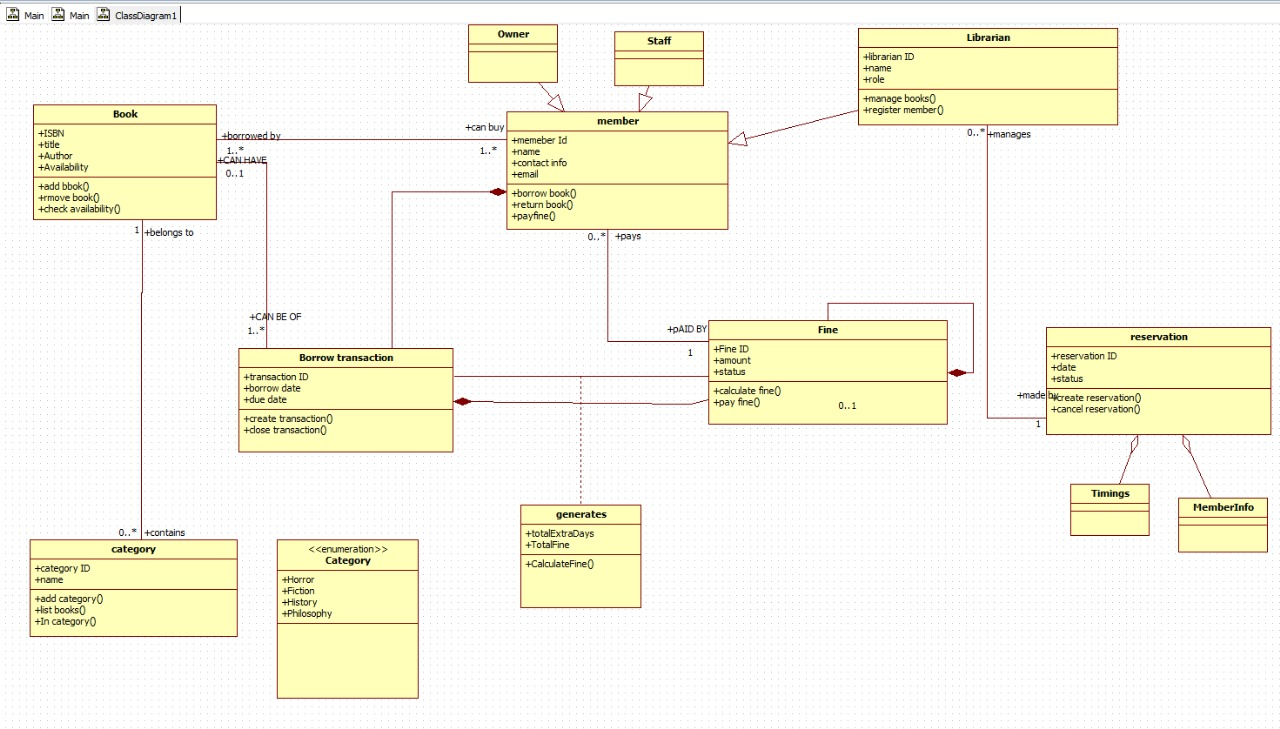 Main Main ClassDiagram1
Owner
Staff
Librarian
+librarian ID
+name
+role
+manage books()
+register member()
Book
+ISBN
+title
+Author
+Availability
+add bbok()
+rmove book()
+check availability()
+borrowed by
1..*
+CAN HAVE
0..1
+can buy
1..*
member
+memeber Id
+name
+contact info
+email
+borrow book()
+return book()
+payfine()
0..* +manages
1 +belongs to
0..* +pays
+CAN BE OF
1..*
+pAID BY
1
Fine
+Fine ID
+amount
+status
+calculate fine()
+pay fine()
0..1
reservation
+reservation ID
+date
+status
+create reservation()
+cancel reservation()
+made by
1
Borrow transaction
+transaction ID
+borrow date
+due date
+create transaction()
+close transaction()
Timings
MemberInfo
generates
+totalExtraDays
+TotalFine
+CalculateFine()
0..* +contains
category
+category ID
+name
+add category()
+list books()
+In category()
<<enumeration>>
Category
+Horror
+Fiction
+History
+Philosophy